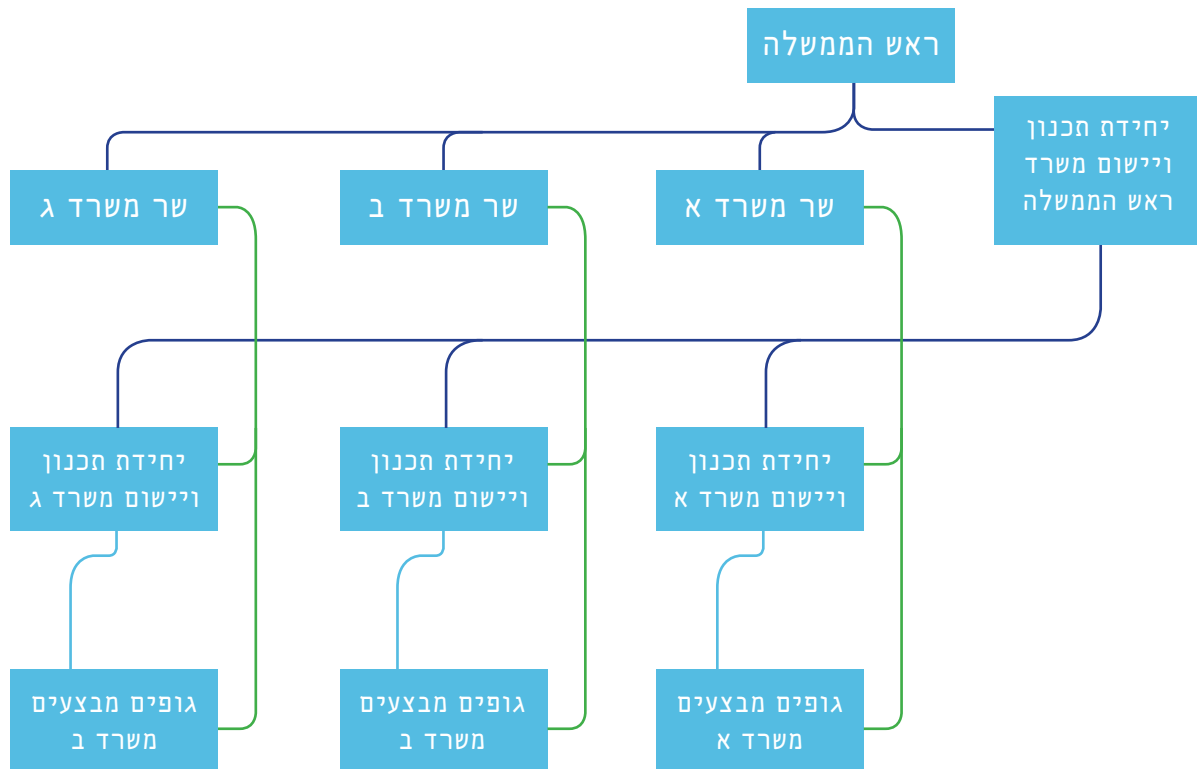 ראש הממשלה
יחידת תכנון
ויישום משרד
ראש הממשלה
שר משרד א
שר משרד ב
שר משרד ג
יחידת תכנון
ויישום משרד א
יחידת תכנון
ויישום משרד ב
יחידת תכנון
ויישום משרד ג
גופים מבצעים
משרד א
גופים מבצעים
משרד ב
גופים מבצעים
משרד ב